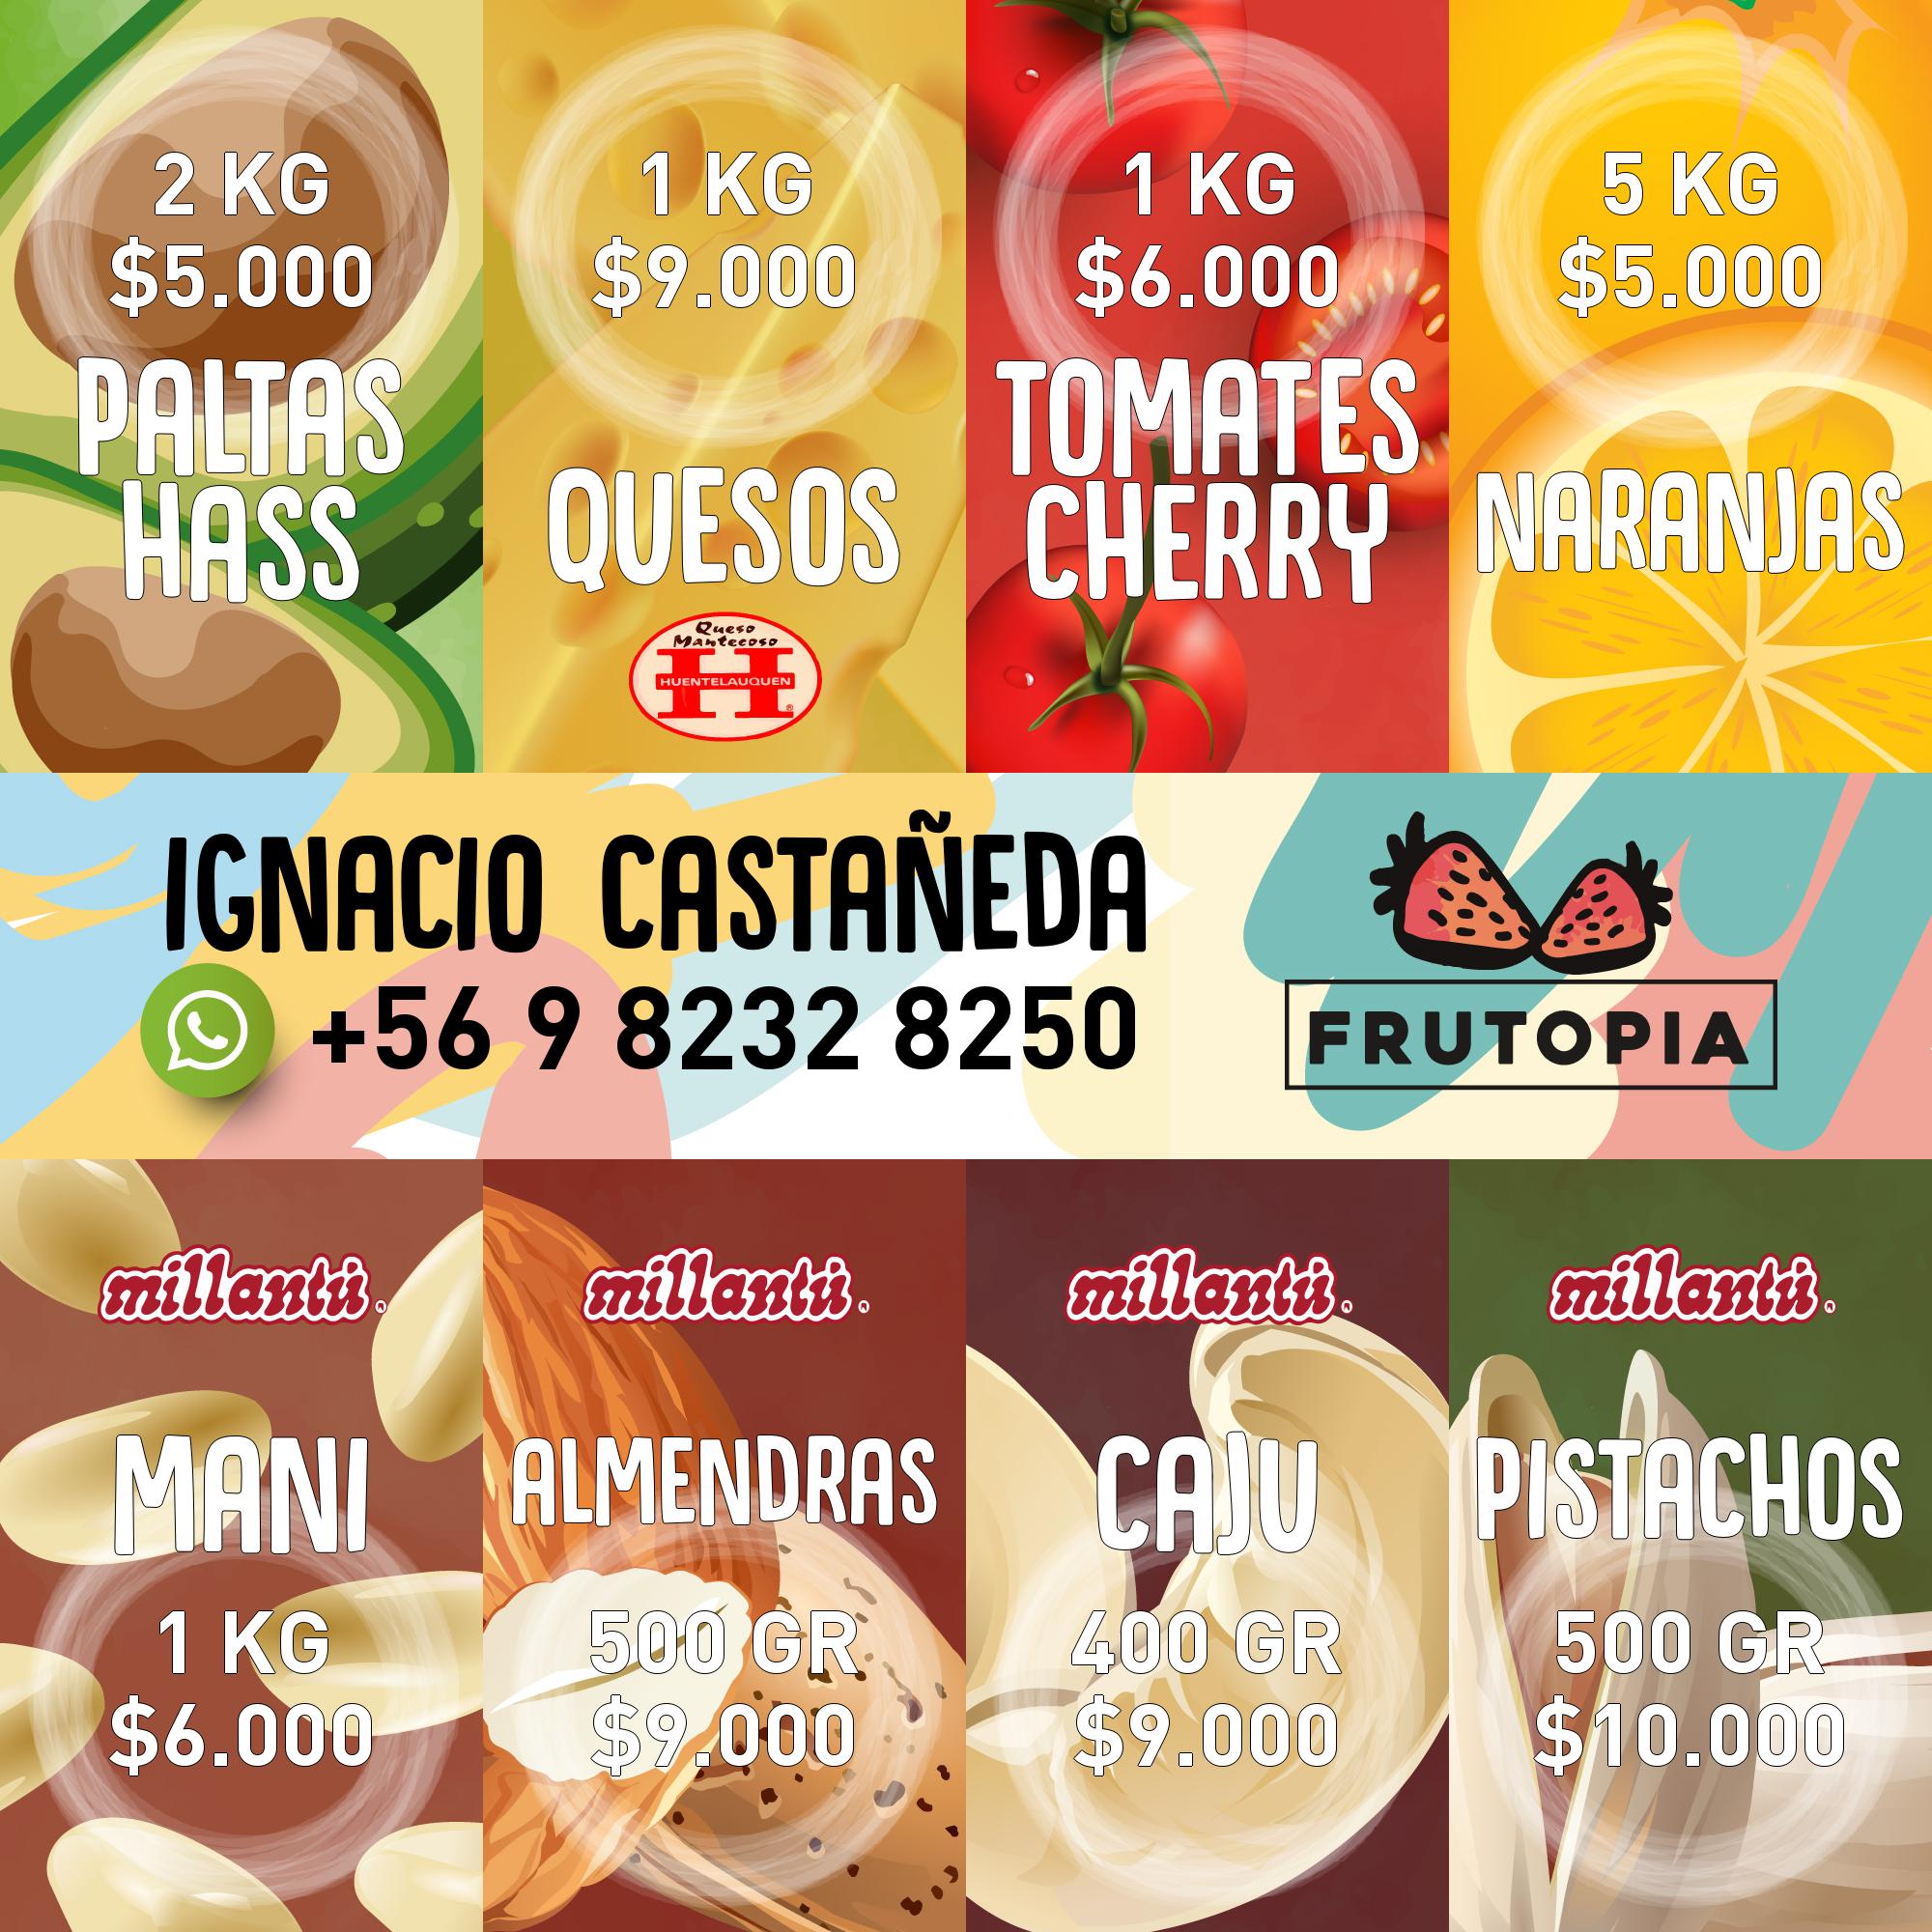 2 KG
$5.000
PALTAS
HASS
1 KG
$9.000
QUESOS
Queso
Mantecoso
H
HUENTELAUQUEN
®
1 KG
$6.000
TOMATES
CHERRY
5 KG
$5.000
NARANJAS
IGNACIO CASTAÑEDA
+56 9 8232 8250
FRUTOPIA
millantú®
MANI
1 KG
$6.000
millantú®
ALMENDRAS
500 GR
$9.000
millantú®
CAJU
400 GR
$9.000
millantú®
PISTACHOS
500 GR
$10.000